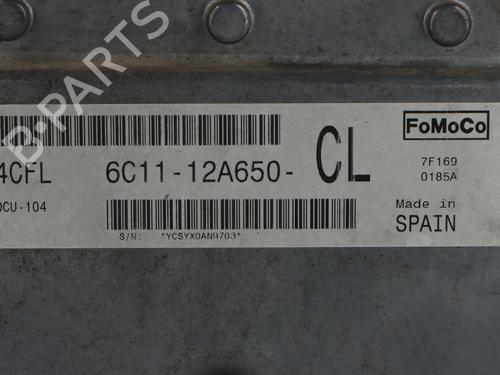 B-PARTS
FoMoCo
4CFL 6C11-12A650- CL
7F169
0185A
DCU-104
Made in
SPAIN
S/N: *YCSYX0AN9703*